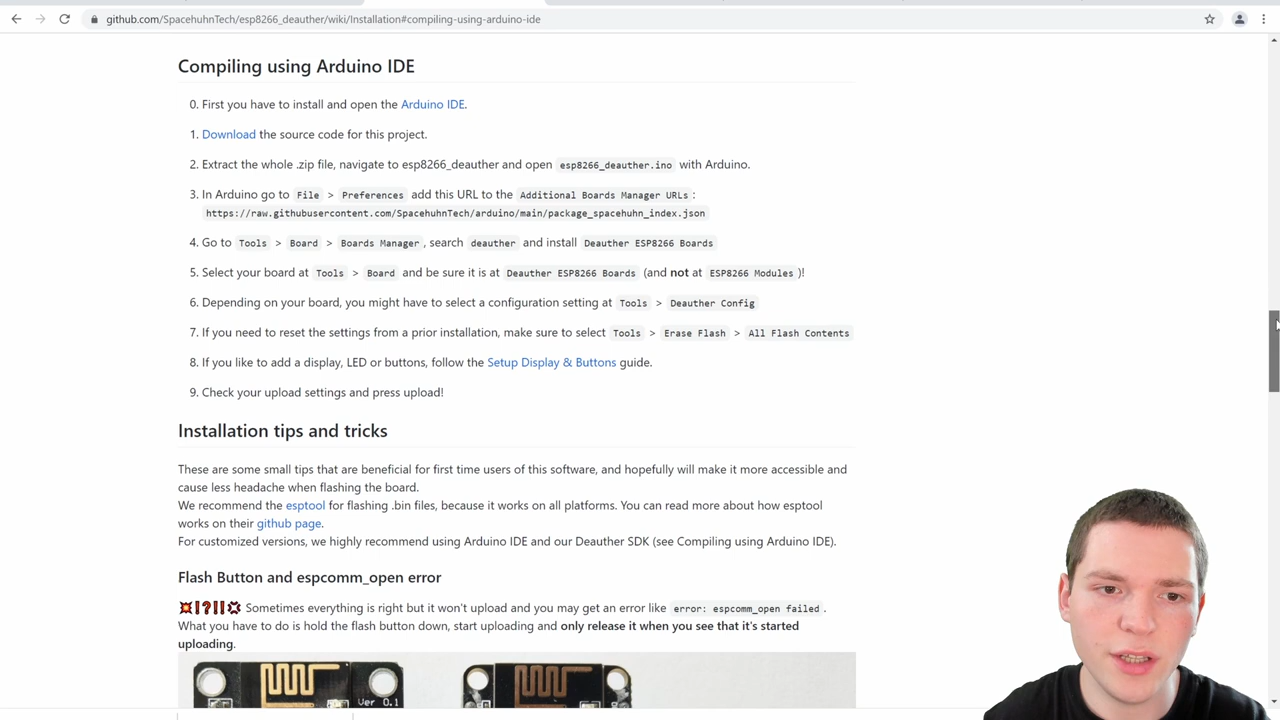 github.com/SpacehuhnTech/esp8266_deauther/wiki/Installation#compiling-using-arduino-ide
Compiling using Arduino IDE
0. First you have to install and open the Arduino IDE.
1. Download the source code for this project.
2. Extract the whole .zip file, navigate to esp8266_deauther and open esp8266_deauther.ino with Arduino.
3. In Arduino go to File > Preferences add this URL to the Additional Boards Manager URLs :
https://raw.githubusercontent.com/SpacehuhnTech/arduino/main/package_spacehuhn_index.json
4. Go to Tools > Board > Boards Manager , search deauther and install Deauther ESP8266 Boards
5. Select your board at Tools > Board and be sure it is at Deauther ESP8266 Boards (and not at ESP8266 Modules )!
6. Depending on your board, you might have to select a configuration setting at Tools > Deauther Config
7. If you need to reset the settings from a prior installation, make sure to select Tools > Erase Flash > All Flash Contents
8. If you like to add a display, LED or buttons, follow the Setup Display & Buttons guide.
9. Check your upload settings and press upload!
Installation tips and tricks
These are some small tips that are beneficial for first time users of this software, and hopefully will make it more accessible and
cause less headache when flashing the board.
We recommend the esptool for flashing .bin files, because it works on all platforms. You can read more about how esptool
works on their github page.
For customized versions, we highly recommend using Arduino IDE and our Deauther SDK (see Compiling using Arduino IDE).
Flash Button and espcomm_open error
💥❗❓‼💢 Sometimes everything is right but it won't upload and you may get an error like error: espcomm_open failed .
What you have to do is hold the flash button down, start uploading and only release it when you see that it's started
uploading.
Ver 0.1